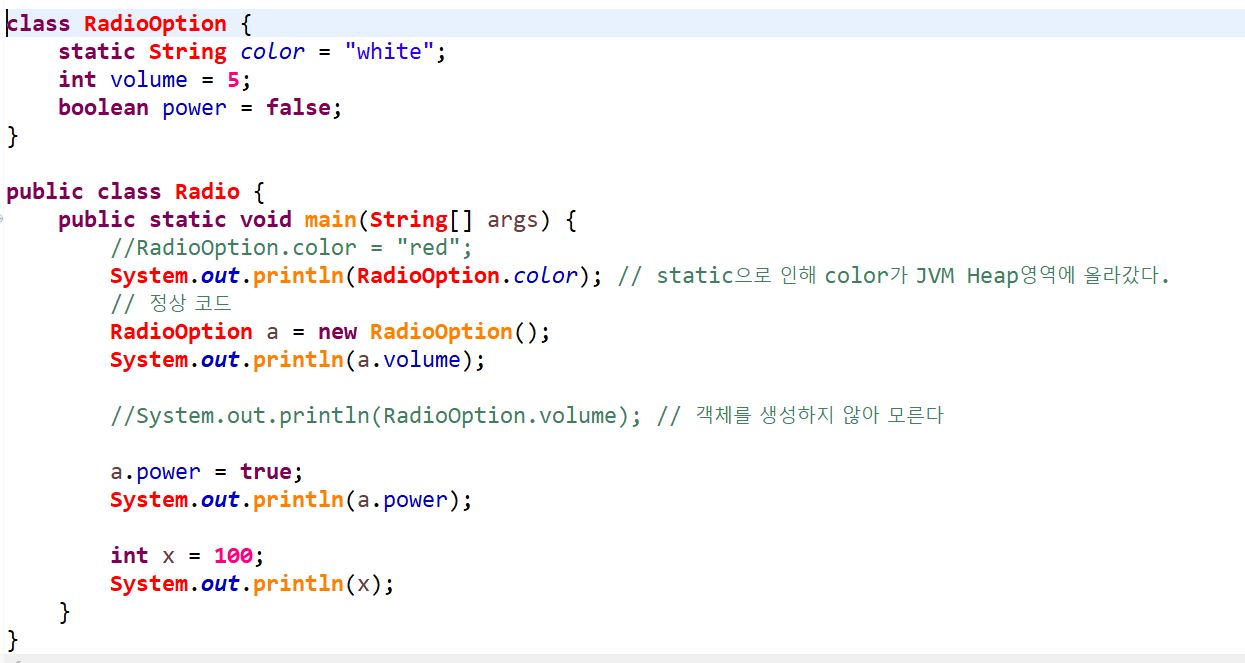 class RadioOption {
    static String color = "white";
    int volume = 5;
    boolean power = false;
}

public class Radio {
    public static void main(String[] args) {
        //RadioOption.color = "red";
        System.out.println(RadioOption.color); // static으로 인해 color가 JVM Heap영역에 올라갔다.
        // 정상 코드
        RadioOption a = new RadioOption();
        System.out.println(a.volume);

        //System.out.println(RadioOption.volume); // 객체를 생성하지 않아 모른다

        a.power = true;
        System.out.println(a.power);

        int x = 100;
        System.out.println(x);
    }
}